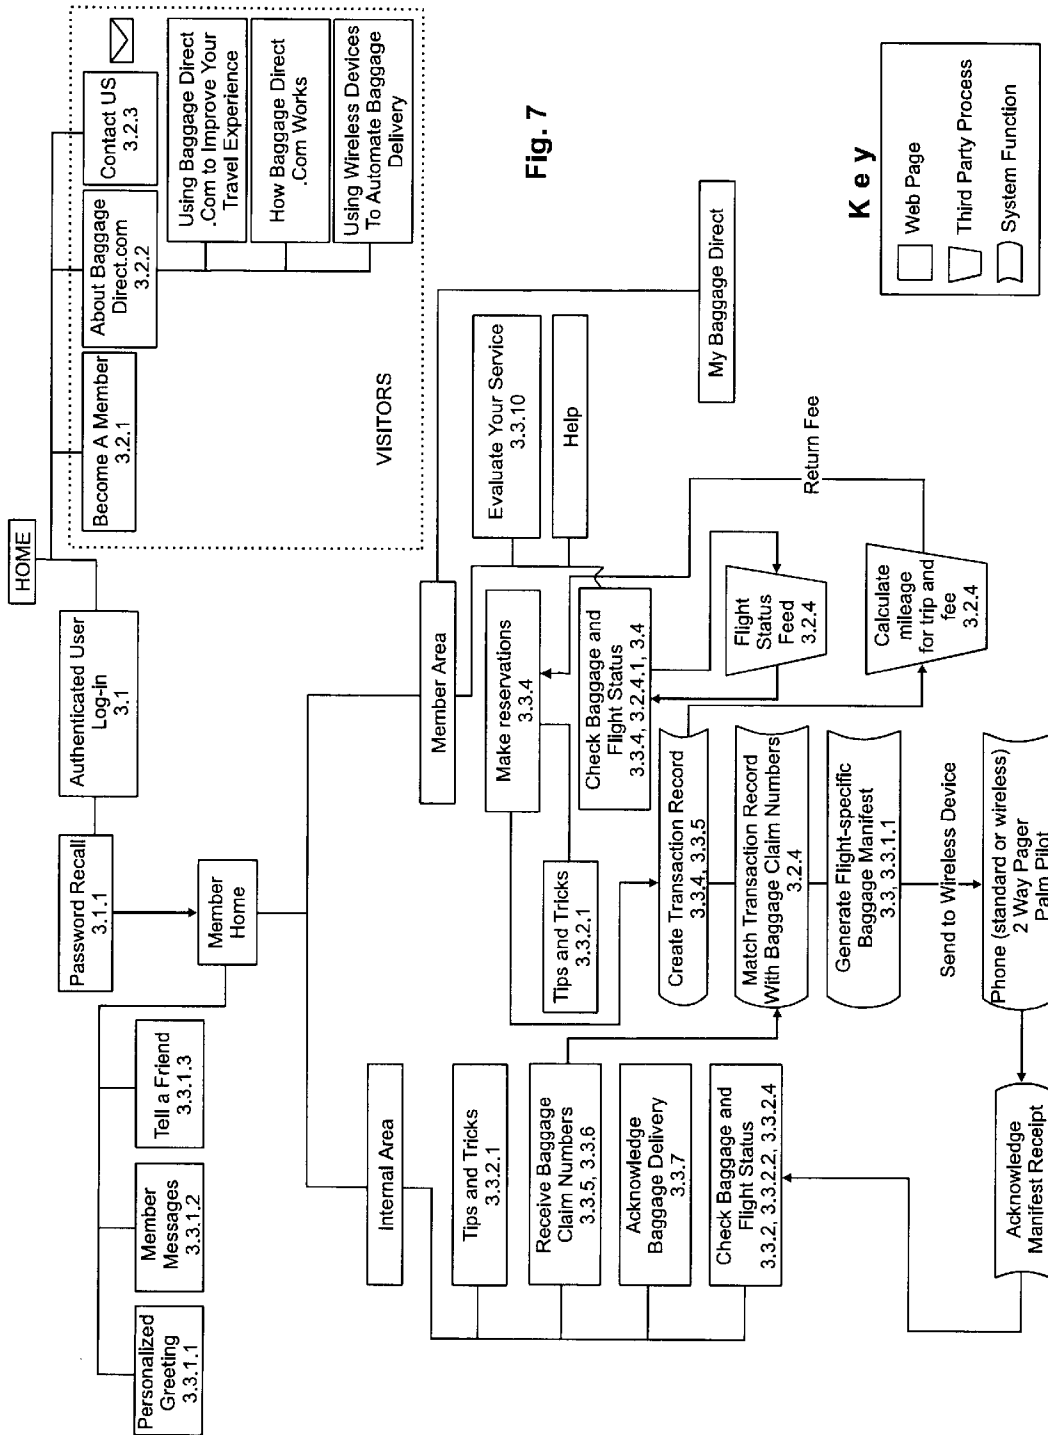 HOME
Authenticated User
Log-in
3.1
Become A Member
3.2.1
About Baggage
Direct.com
3.2.2
Contact US
3.2.3
Using Baggage Direct
.Com to Improve Your
Travel Experience
How Baggage Direct
.Com Works
Using Wireless Devices
To Automate Baggage
Delivery
VISITORS
Password Recall
3.1.1
Member
Home
Personalized
Greeting
3.3.1.1
Member
Messages
3.3.1.2
Tell a Friend
3.3.1.3
Internal Area
Tips and Tricks
3.3.2.1
Receive Baggage
Claim Numbers
3.3.5, 3.3.6
Acknowledge
Baggage Delivery
3.3.7
Check Baggage and
Flight Status
3.3.2, 3.3.2.2, 3.3.2.4
Member Area
Make reservations
3.3.4
Evaluate Your Service
3.3.10
Help
Tips and Tricks
3.3.2.1
Check Baggage and
Flight Status
3.3.4, 3.2.4.1, 3.4
Flight
Status
Feed
3.2.4
Create Transaction Record
3.3.4, 3.3.5
Match Transaction Record
With Baggage Claim Numbers
3.2.4
Generate Flight-specific
Baggage Manifest
3.3, 3.3.1.1
Calculate
mileage
for trip and
fee
3.2.4
Return Fee
My Baggage Direct
Send to Wireless Device
Phone (standard or wireless)
2 Way Pager
Palm Pilot
Acknowledge
Manifest Receipt
Fig. 7
Key
Web Page
Third Party Process
System Function